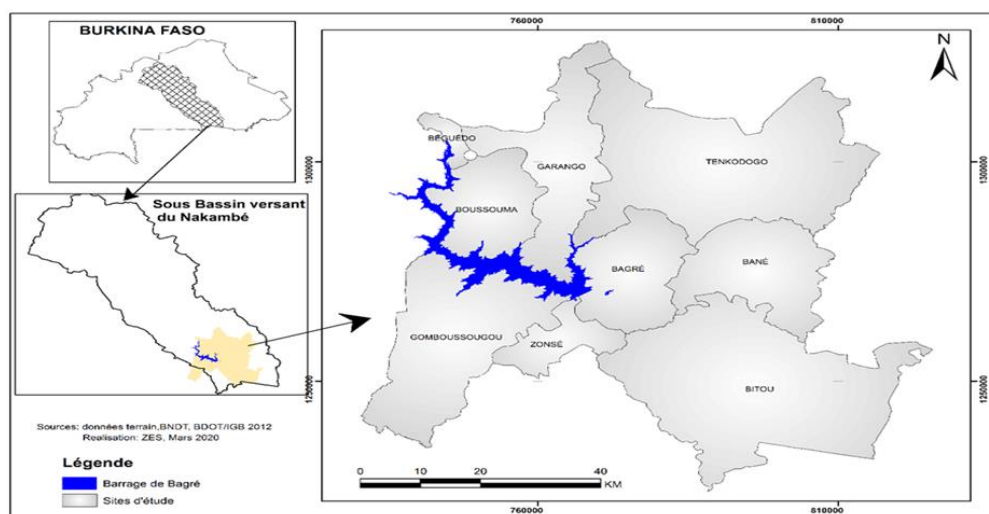 BURKINA FASO
Sous Bassin versant
du Nakambé
Sources: données terrain,BNDT, BDOT/IGB 2012
Realisation: ZES, Mars 2020
Légende
Barrage de Bagré
Sites d'étude
760000
810000
N
1300000
1300000
BÉGUÉDO
GARANGO
TENKODOGO
BOUSSOUMA
BAGRÉ
BANÉ
GOMBOUSSOUGOU
ZONSÉ
BITOU
1250000
1250000
0
10
20
40
KM
760000
810000